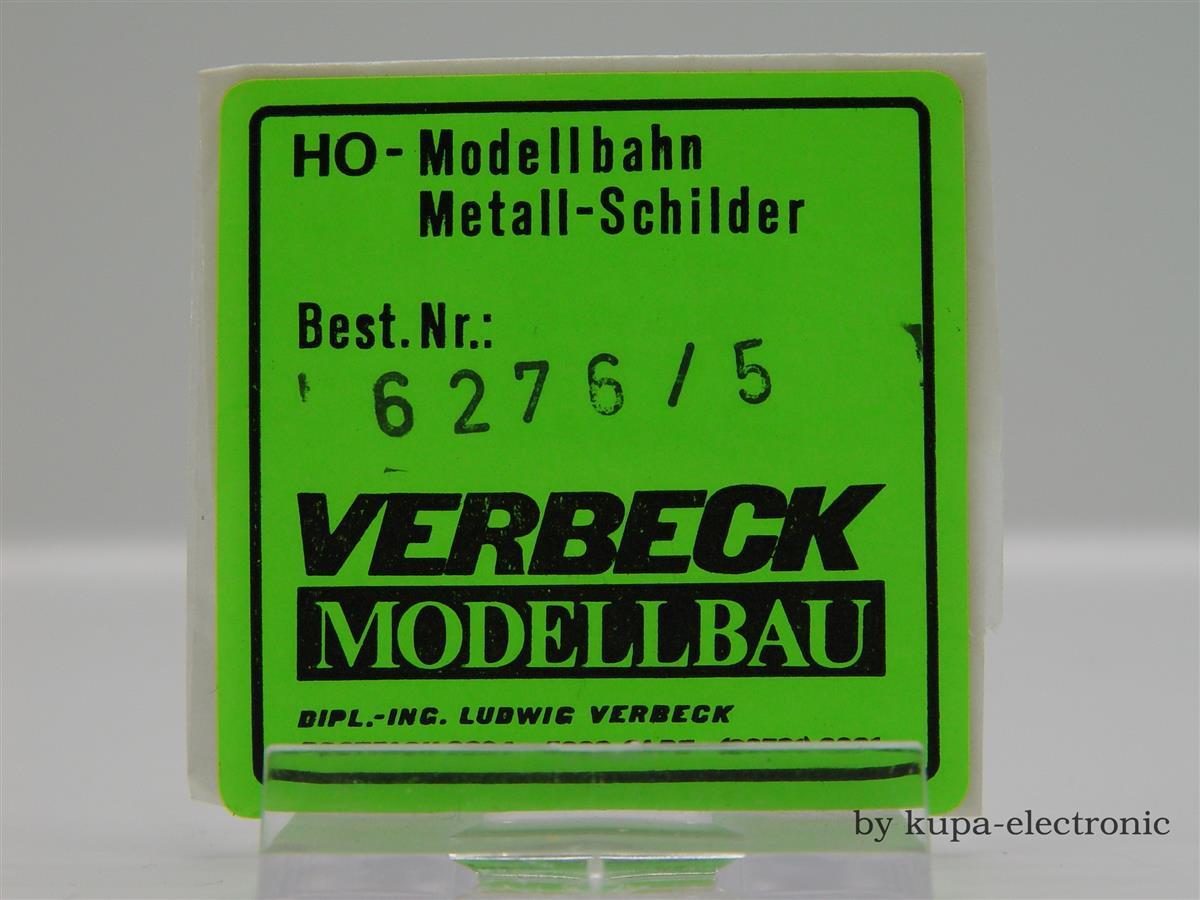 HO-Modellbahn
Metall-Schilder
Best.Nr.:
6276/5
VERBECK
MODELLBAU
DIPL.-ING. LUDWIG VERBECK
by kupa-electronic